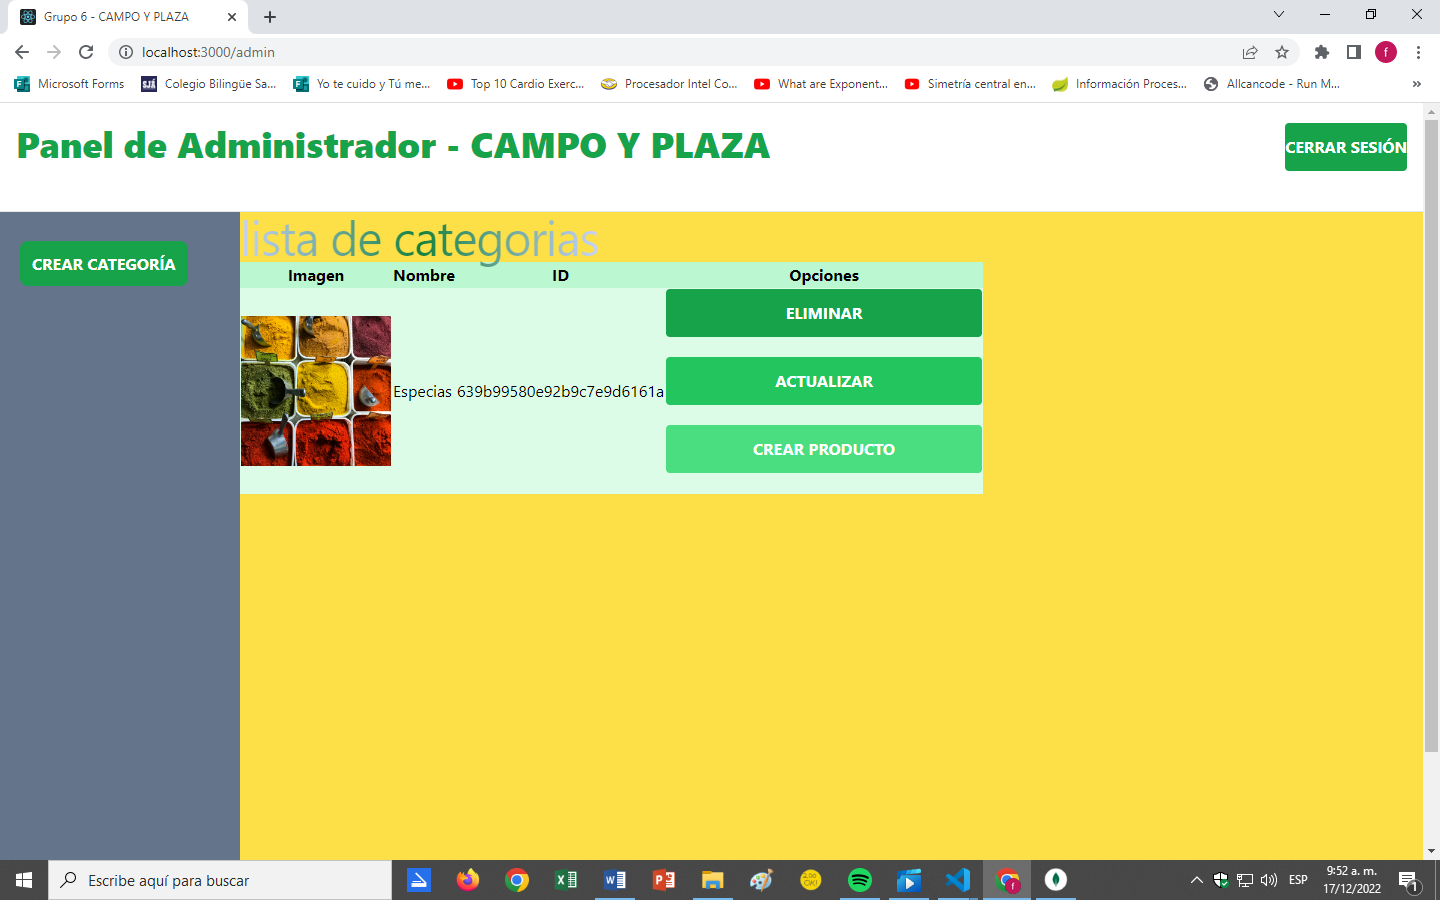 Grupo 6 - CAMPO Y PLAZA
localhost:3000/admin
f
Microsoft Forms
SJÁ Colegio Bilingüe Sa...
Yo te cuido y Tú me...
Top 10 Cardio Exerc...
Procesador Intel Co...
What are Exponent...
Simetría central en...
Información Proces...
Allcancode - Run M...
»
Panel de Administrador - CAMPO Y PLAZA
CERRAR SESIÓN
CREAR CATEGORÍA
lista de categorias
Imagen Nombre ID Opciones
ELIMINAR
ACTUALIZAR
Especias 639b99580e92b9c7e9d6161a
CREAR PRODUCTO
Escribe aquí para buscar
ESP
9:52 a. m.
17/12/2022
1